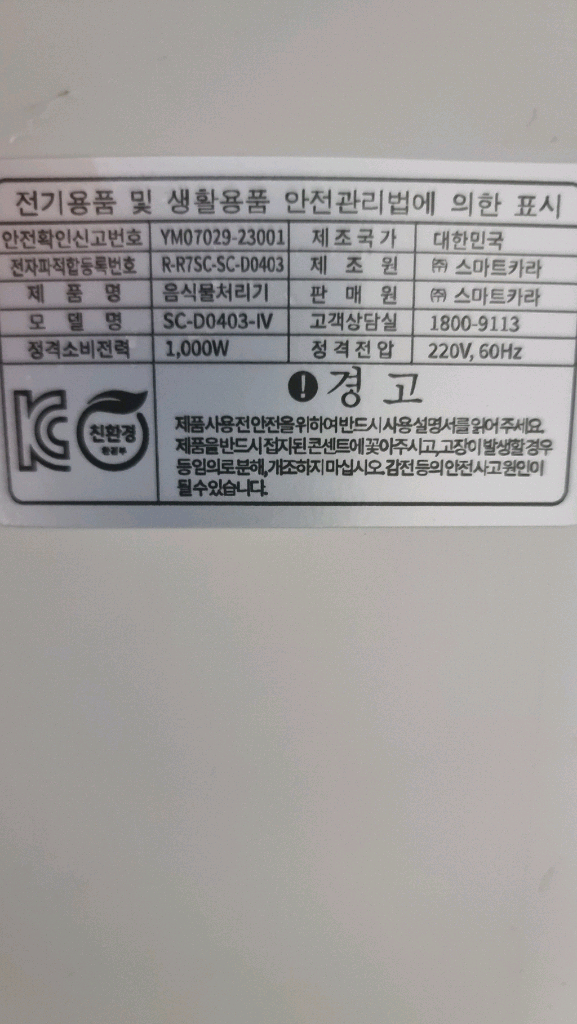 전기용품 및 생활용품 안전관리법에 의한 표시
안전확인신고번호 YM07029-23001 제조국가 대한민국
전자파적합등록번호 R-R7SC-SC-D0403 제 조 원 ㈜ 스마트카라
제 품 명 음식물처리기 판 매 원 ㈜ 스마트카라
모 델 명 SC-D0403-IV 고객상담실 1800-9113
정격소비전력 1,000W 정격전압 220V, 60Hz
경 고
친환경
환경부
제품사용전안전을위하여반드시사용설명서를읽어주세요.
제품을반드시접지된콘센트에꽂아주시고,고장이발생할경우
등임의로분해,개조하지마십시오.감전등의안전사고원인이
될수있습니다.